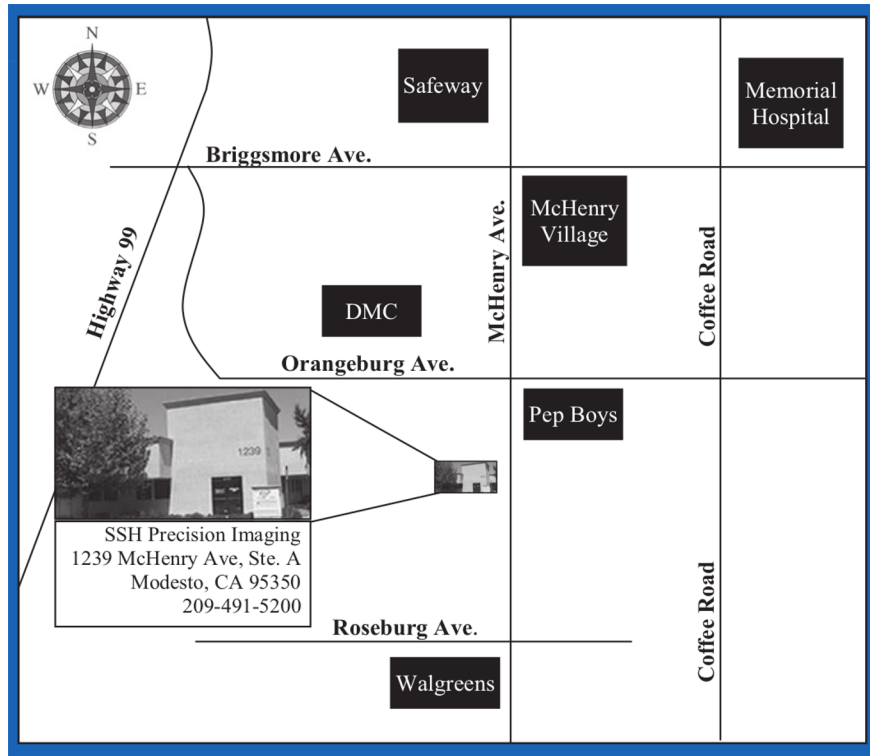 N
W
E
S
Safeway
Memorial
Hospital
Briggsmore Ave.
McHenry
Village
McHenry Ave.
Coffee Road
Highway 99
DMC
Orangeburg Ave.
Pep Boys
1239
SSH Precision Imaging
1239 McHenry Ave, Ste. A
Modesto, CA 95350
209-491-5200
Coffee Road
Roseburg Ave.
Walgreens